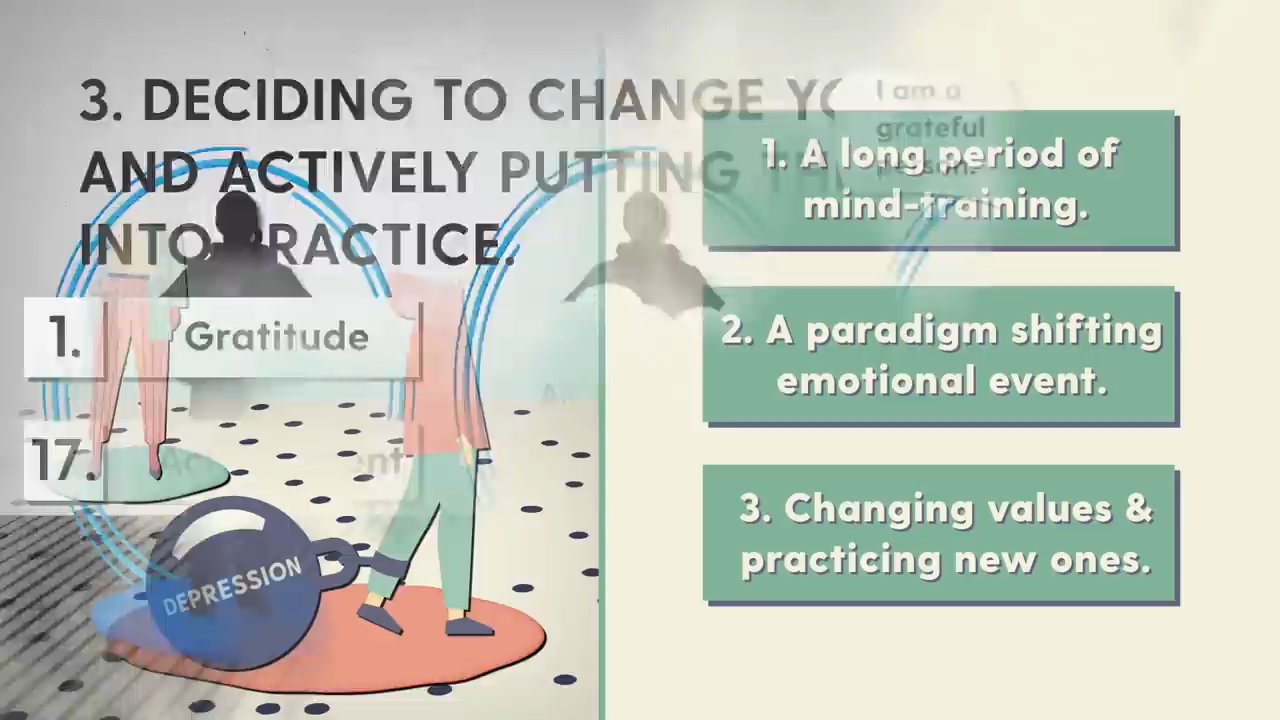 3. DECIDING TO CHANGE
AND ACTIVELY PUTTING
INTO PRACTICE.
1. Gratitude
17.
DEPRESSION
I am a
grateful
person.
1. A long period of
mind-training.
2. A paradigm shifting
emotional event.
3. Changing values &
practicing new ones.